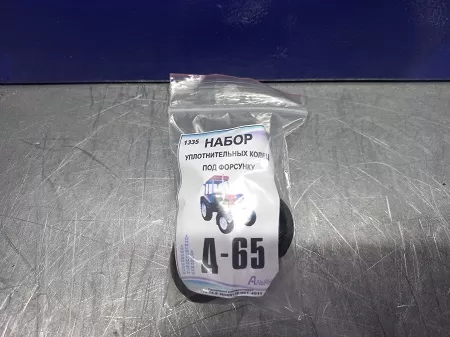 1335 НАБОР
УПЛОТНИТЕЛЬНЫХ КОЛЕЦ
ПОД ФОРСУНКУ
Д-65